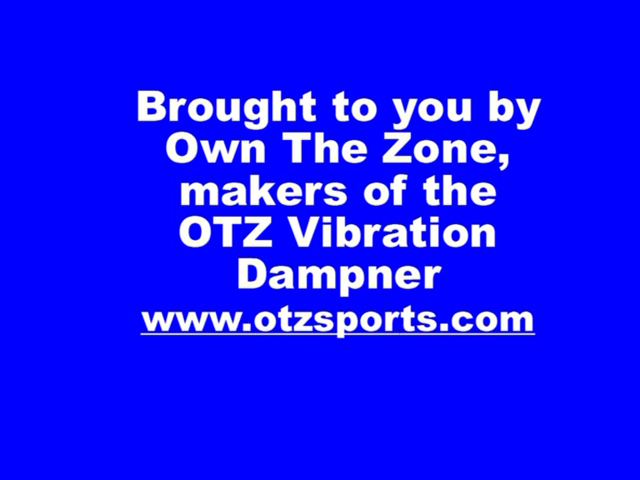 Brought to you by
Own The Zone,
makers of the
OTZ Vibration
Dampner
www.otzsports.com